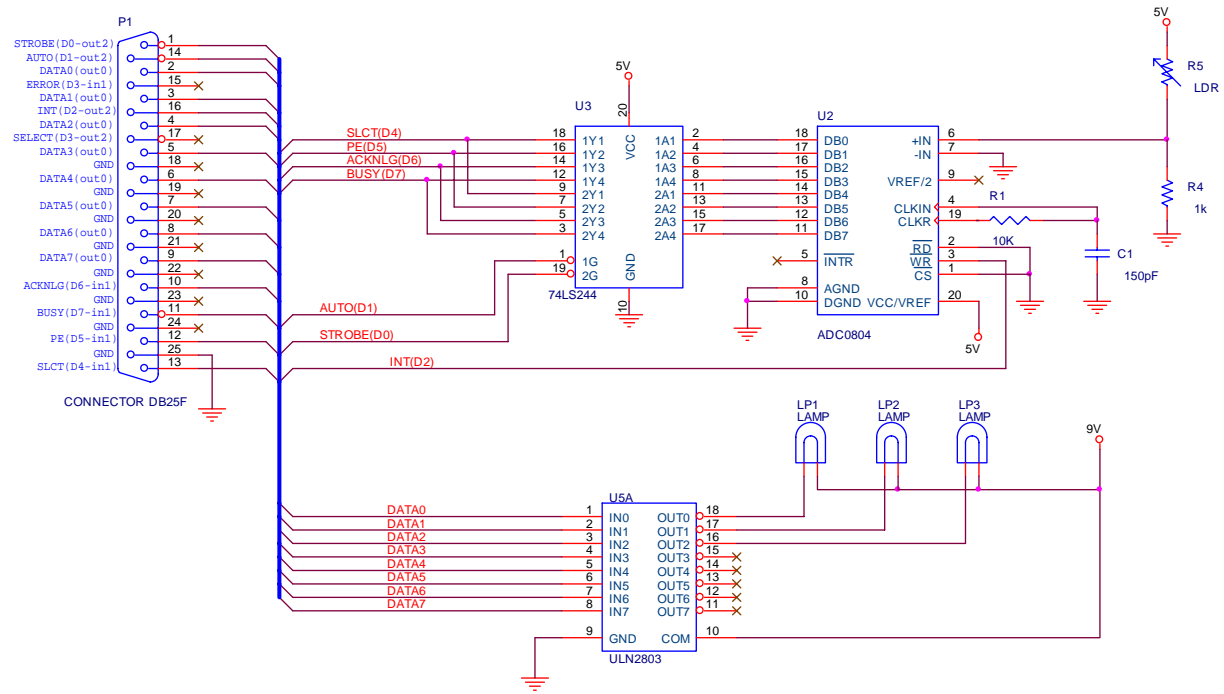 P1
STROBE(D0-out2) 1
AUTO(D1-out2) 14
DATA0(out0) 2
ERROR(D3-in1) 15
DATA1(out0) 3
INT(D2-out2) 16
DATA2(out0) 4
SELECT(D3-out2) 17
DATA3(out0) 5
GND 18
DATA4(out0) 6
GND 19
DATA5(out0) 7
GND 20
DATA6(out0) 8
GND 21
DATA7(out0) 9
GND 22
ACKNLG(D6-in1) 10
GND 23
BUSY(D7-in1) 11
GND 24
PE(D5-in1) 12
GND 25
SLCT(D4-in1) 13
CONNECTOR DB25F
SLCT(D4)
PE(D5)
ACKNLG(D6)
BUSY(D7)
AUTO(D1)
STROBE(D0)
INT(D2)
5V
U3
20
VCC
18 1Y1 1A1 2
16 1Y2 1A2 4
14 1Y3 1A3 6
12 1Y4 1A4 8
9 2Y1 2A1 11
7 2Y2 2A2 13
5 2Y3 2A3 15
3 2Y4 2A4 17
1 1G
19 2G
GND
10
74LS244
U2
18 DB0 +IN 6
17 DB1 -IN 7
16 DB2
15 DB3 VREF/2 9
14 DB4
13 DB5 CLKIN 4
12 DB6 CLKR 19
11 DB7
RD 2
5 INTR WR 3
CS 1
8 AGND
10 DGND VCC/VREF 20
ADC0804
5V
5V
R5
LDR
R4
1k
R1
10K
C1
150pF
LP1
LAMP
LP2
LAMP
LP3
LAMP
9V
U5A
DATA0 1 IN0 OUT0 18
DATA1 2 IN1 OUT1 17
DATA2 3 IN2 OUT2 16
DATA3 4 IN3 OUT3 15
DATA4 5 IN4 OUT4 14
DATA5 6 IN5 OUT5 13
DATA6 7 IN6 OUT6 12
DATA7 8 IN7 OUT7 11
9 GND COM 10
ULN2803